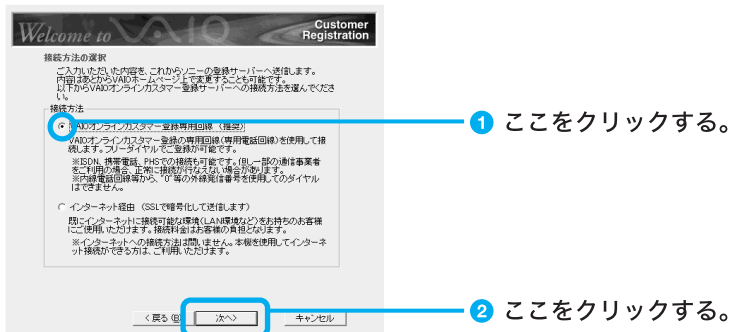 Welcome to VAIO
Customer
Registration
接続方法の選択
ご入力いただいた内容を、これからソニーの登録サーバーへ送信します。
内容はあとからVAIOホームページ上で変更することも可能です。
以下からVAIOオンラインカスタマー登録サーバーへの接続方法を選んでくださ
い。
接続方法
VAIOオンラインカスタマー登録専用回線 (推奨)
VAIOオンラインカスタマー登録の専用回線(専用電話回線)を使用して接
続します。フリーダイヤルでご登録が可能です。
※ISDN、携帯電話、PHSでの接続も可能です。但し一部の通信事業者
をご利用の場合、正常に接続が行なえない場合があります。
※内線電話回線等から、"0"等の外線発信番号を使用してのダイヤル
はできません。
インターネット経由 (SSLで暗号化して送信します)
既にインターネットに接続可能な環境(LAN環境など)をお持ちのお客様
にご使用いただけます。接続料金はお客様の負担となります。
※インターネットへの接続方法は問いません。本機を使用してインターネ
ット接続ができる方は、ご利用いただけます。
<戻る(B)
次へ>
キャンセル
1 ここをクリックする。
2 ここをクリックする。